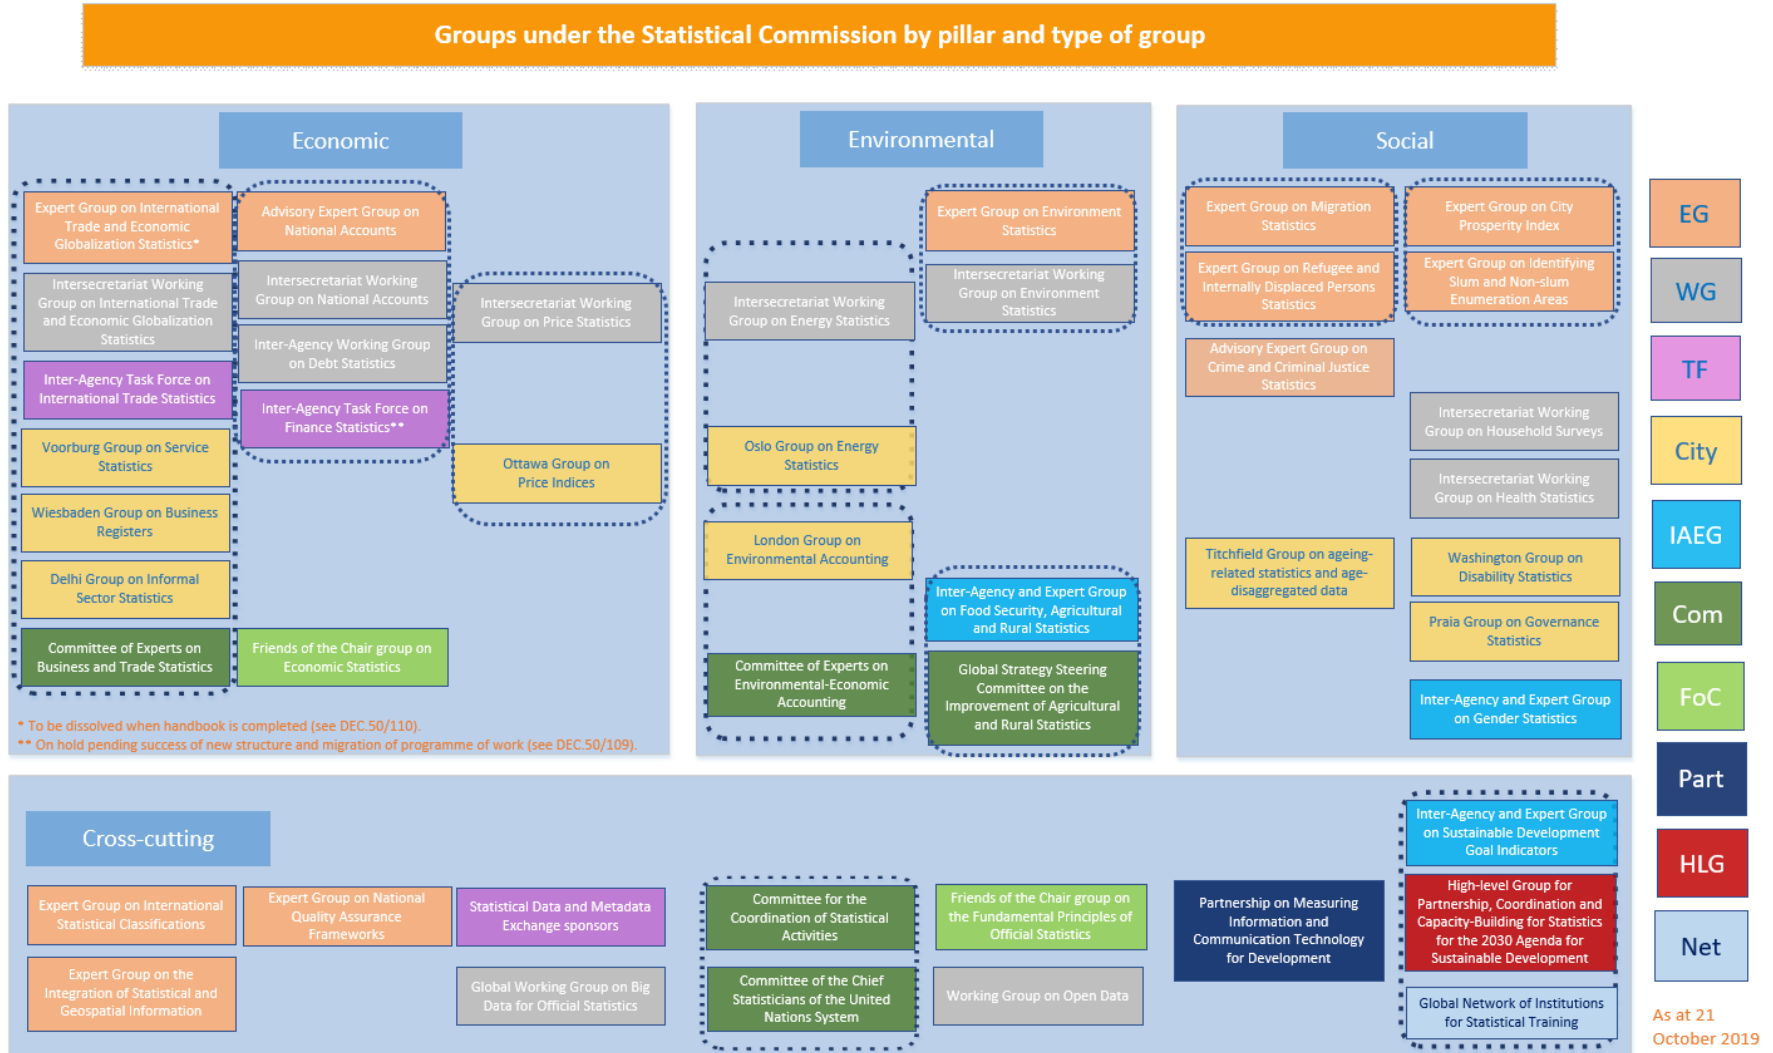 Groups under the Statistical Commission by pillar and type of group
Economic
Expert Group on International
Trade and Economic
Globalization Statistics*
Intersecretariat Working
Group on International Trade
and Economic Globalization
Statistics
Inter-Agency Task Force on
International Trade Statistics
Voorburg Group on Service
Statistics
Wiesbaden Group on Business
Registers
Delhi Group on Informal
Sector Statistics
Committee of Experts on
Business and Trade Statistics
Advisory Expert Group on
National Accounts
Intersecretariat Working
Group on National Accounts
Inter-Agency Working Group
on Debt Statistics
Inter-Agency Task Force on
Finance Statistics**
Friends of the Chair group on
Economic Statistics
Intersecretariat Working
Group on Price Statistics
Ottawa Group on
Price Indices
* To be dissolved when handbook is completed (see DEC.50/110).
** On hold pending success of new structure and migration of programme of work (see DEC.50/109).
Environmental
Intersecretariat Working
Group on Energy Statistics
Oslo Group on Energy
Statistics
London Group on
Environmental Accounting
Committee of Experts on
Environmental-Economic
Accounting
Expert Group on Environment
Statistics
Intersecretariat Working
Group on Environment
Statistics
Inter-Agency and Expert Group
on Food Security, Agricultural
and Rural Statistics
Global Strategy Steering
Committee on the
Improvement of Agricultural
and Rural Statistics
Social
Expert Group on Migration
Statistics
Expert Group on Refugee and
Internally Displaced Persons
Statistics
Advisory Expert Group on
Crime and Criminal Justice
Statistics
Titchfield Group on ageing-
related statistics and age-
disaggregated data
Expert Group on City
Prosperity Index
Expert Group on Identifying
Slum and Non-slum
Enumeration Areas
Intersecretariat Working
Group on Household Surveys
Intersecretariat Working
Group on Health Statistics
Washington Group on
Disability Statistics
Praia Group on Governance
Statistics
Inter-Agency and Expert Group
on Gender Statistics
Cross-cutting
Expert Group on International
Statistical Classifications
Expert Group on the
Integration of Statistical and
Geospatial Information
Expert Group on National
Quality Assurance
Frameworks
Statistical Data and Metadata
Exchange sponsors
Global Working Group on Big
Data for Official Statistics
Committee for the
Coordination of Statistical
Activities
Committee of the Chief
Statisticians of the United
Nations System
Friends of the Chair group on
the Fundamental Principles of
Official Statistics
Working Group on Open Data
Partnership on Measuring
Information and
Communication Technology
for Development
Inter-Agency and Expert Group
on Sustainable Development
Goal Indicators
High-level Group for
Partnership, Coordination and
Capacity-Building for Statistics
for the 2030 Agenda for
Sustainable Development
Global Network of Institutions
for Statistical Training
EG
WG
TF
City
IAEG
Com
FoC
Part
HLG
Net
As at 21
October 2019